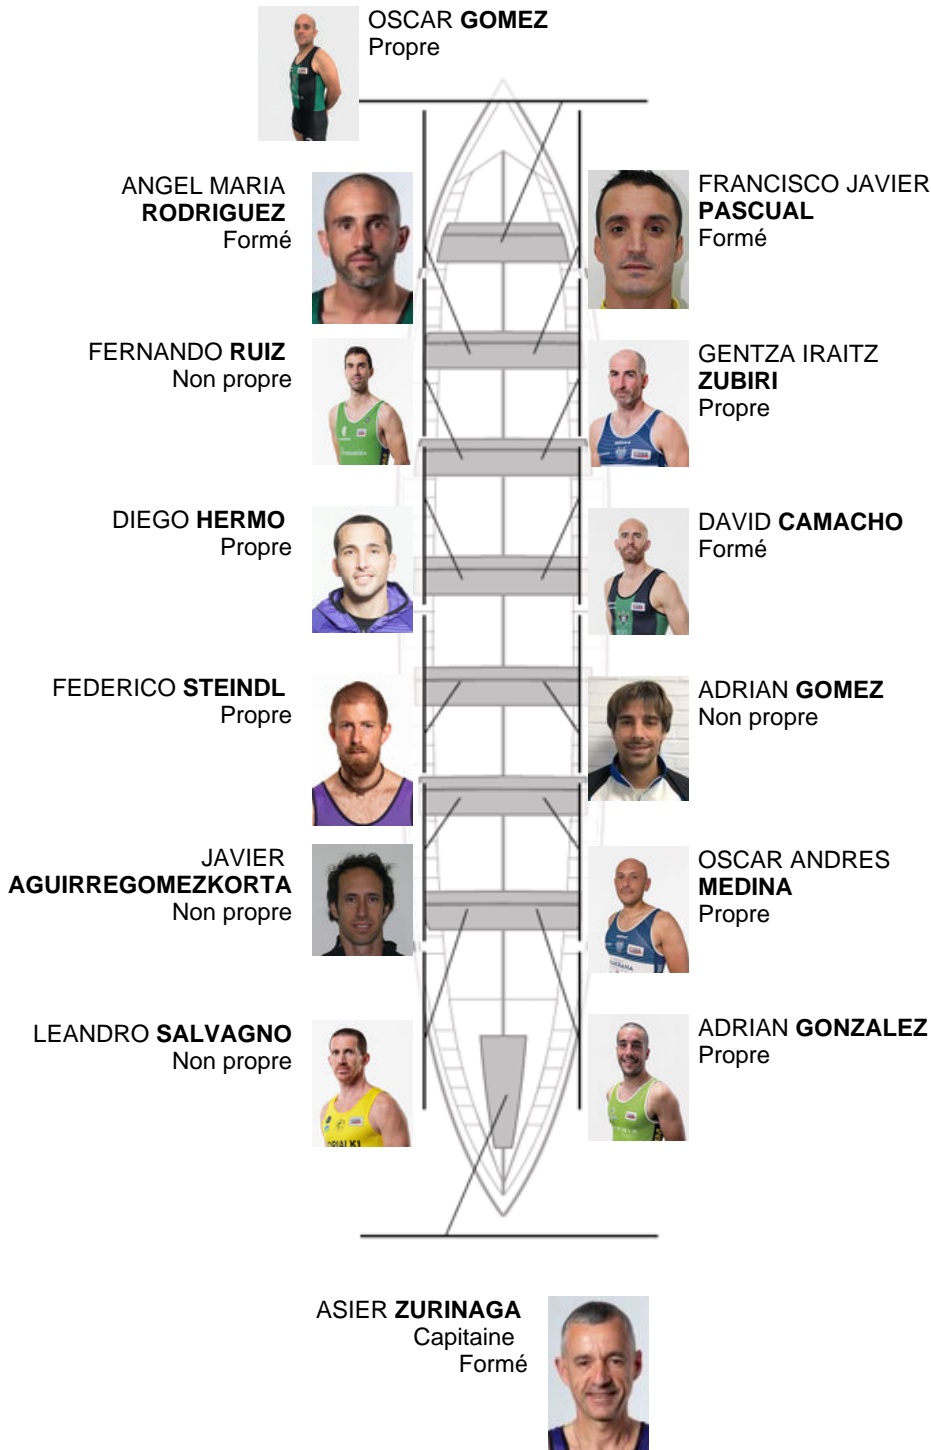 OSCAR GOMEZ
Propre
ANGEL MARIA
RODRIGUEZ
Formé
FRANCISCO JAVIER
PASCUAL
Formé
FERNANDO RUIZ
Non propre
GENTZA IRAITZ
ZUBIRI
Propre
DIEGO HERMO
Propre
DAVID CAMACHO
Formé
FEDERICO STEINDL
Propre
ADRIAN GOMEZ
Non propre
JAVIER
AGUIRREGOMEZKORTA
Non propre
OSCAR ANDRES
MEDINA
Propre
LEANDRO SALVAGNO
Non propre
ADRIAN GONZALEZ
Propre
ASIER ZURINAGA
Capitaine
Formé